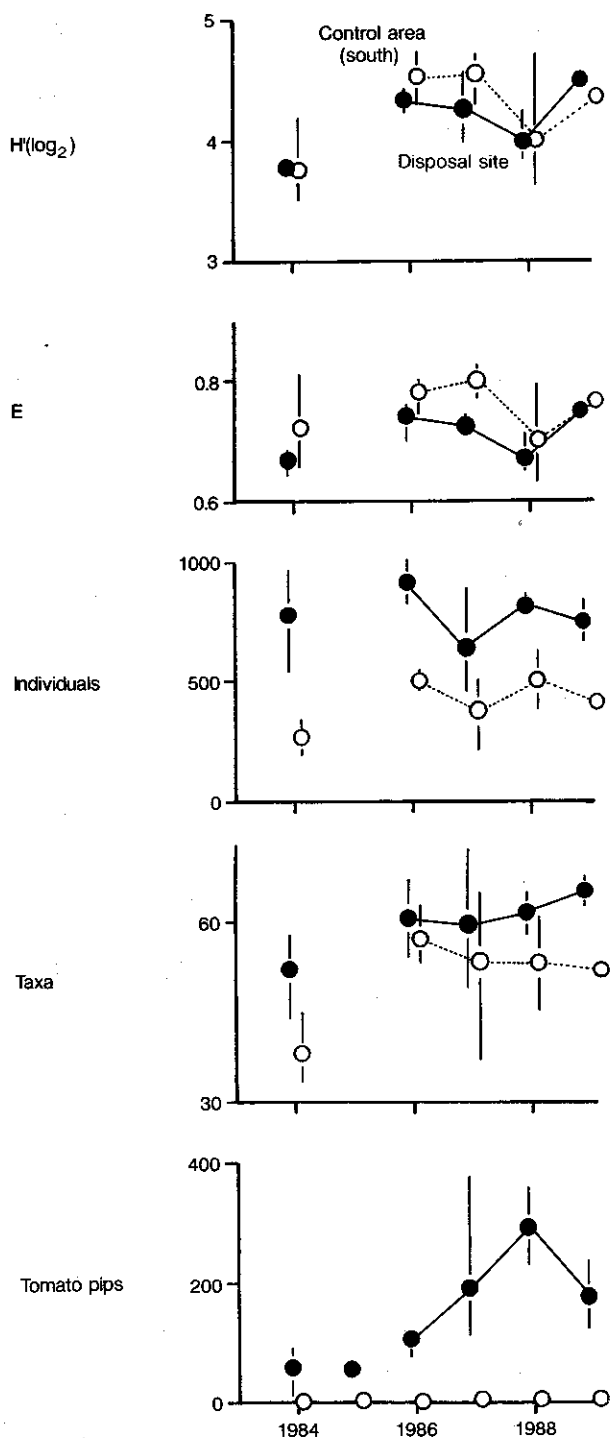 5
Control area
(south)
H'(log2)
4
Disposal site
3
E
0.8
0.6
1000
Individuals
500
0
60
Taxa
30
400
Tomato pips
200
0
1984 1986 1988